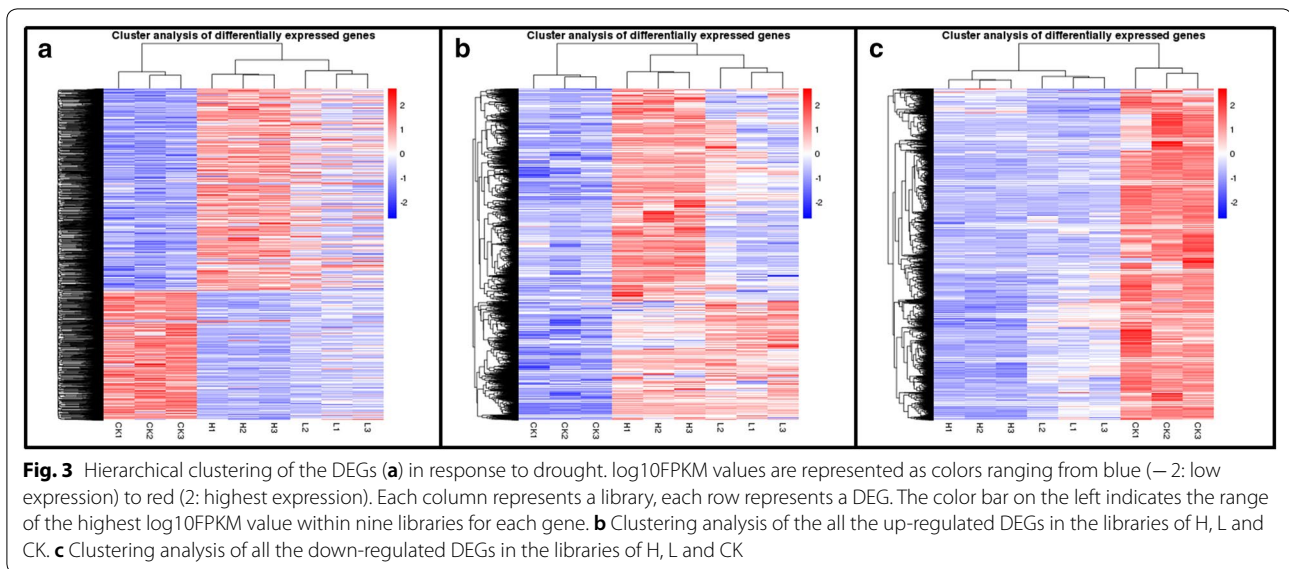 a
Cluster analysis of differentially expressed genes
2
1
0
-1
-2
CK1
CK2
CK3
H1
H2
H3
L2
L1
L3
b
Cluster analysis of differentially expressed genes
2
1
0
-1
-2
CK1
CK2
CK3
H1
H2
H3
L2
L1
L3
c
Cluster analysis of differentially expressed genes
2
1
0
-1
-2
H1
H2
H3
L2
L1
L3
CK1
CK2
CK3
Fig. 3 Hierarchical clustering of the DEGs (a) in response to drought. log10FPKM values are represented as colors ranging from blue (− 2: low
expression) to red (2: highest expression). Each column represents a library, each row represents a DEG. The color bar on the left indicates the range
of the highest log10FPKM value within nine libraries for each gene. b Clustering analysis of the all the up-regulated DEGs in the libraries of H, L and
CK. c Clustering analysis of all the down-regulated DEGs in the libraries of H, L and CK